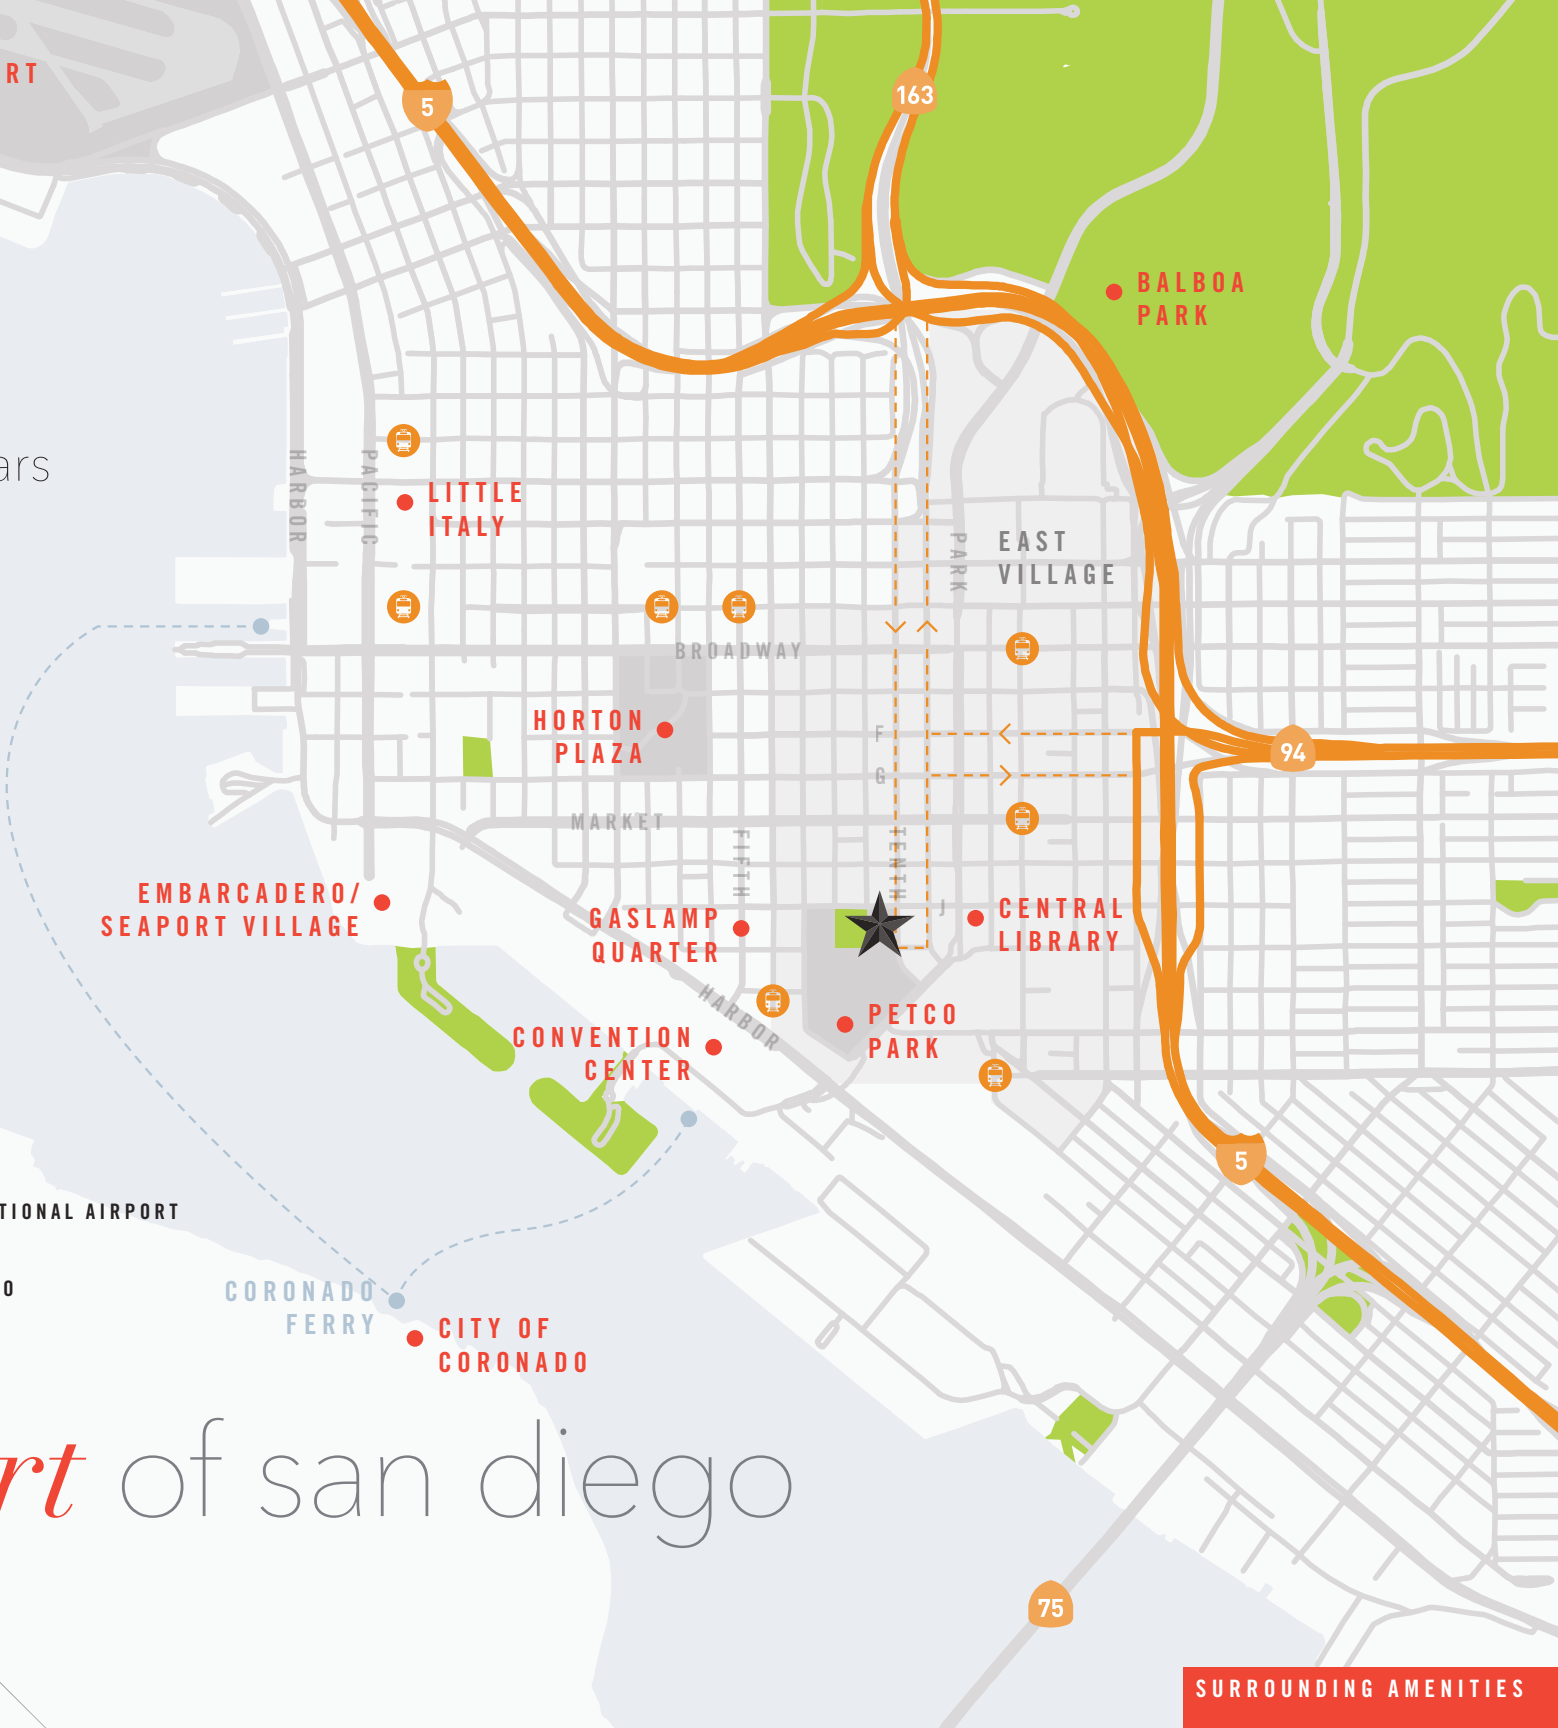 RT
5
163
BALBOA
PARK
ars
HARBOR
PACIFIC
LITTLE
ITALY
PARK
EAST
VILLAGE
BROADWAY
HORTON
PLAZA
F
G
94
MARKET
FIFTH
TENTH
EMBARCADERO/
SEAPORT VILLAGE
GASLAMP
QUARTER
J
CENTRAL
LIBRARY
HARBOR
CONVENTION
CENTER
PETCO
PARK
5
TIONAL AIRPORT
O
CORONADO
FERRY
CITY OF
CORONADO
rt of san diego
75
SURROUNDING AMENITIES